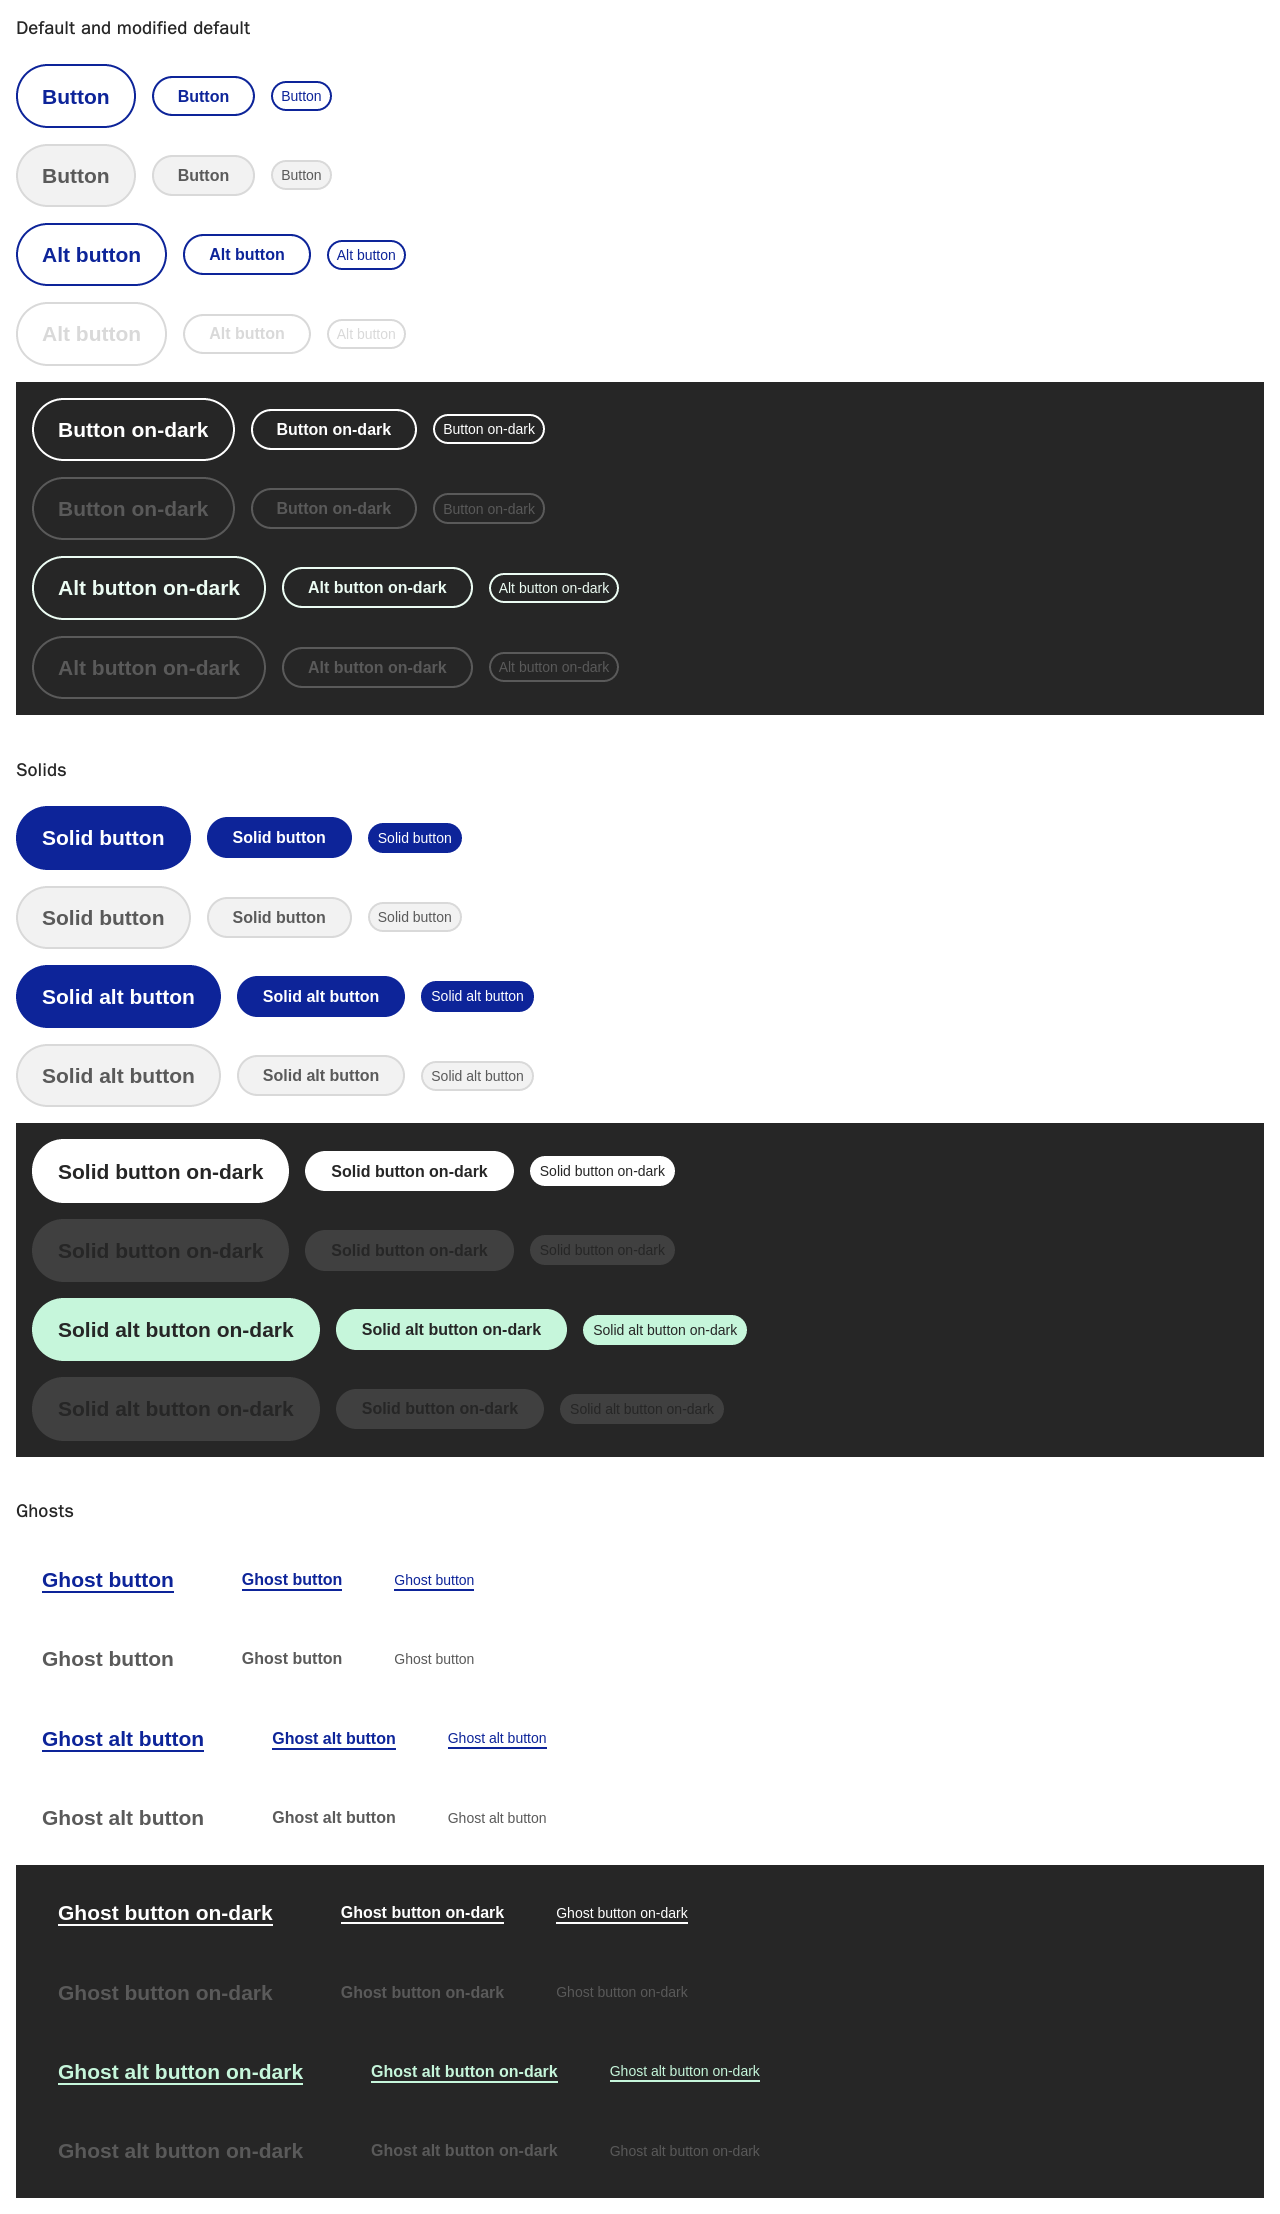 Default and modified default
Button Button Button
Button Button Button
Alt button Alt button Alt button
Alt button Alt button Alt button
Button on-dark Button on-dark Button on-dark
Button on-dark Button on-dark Button on-dark
Alt button on-dark Alt button on-dark Alt button on-dark
Alt button on-dark Alt button on-dark Alt button on-dark
Solids
Solid button Solid button Solid button
Solid button Solid button Solid button
Solid alt button Solid alt button Solid alt button
Solid alt button Solid alt button Solid alt button
Solid button on-dark Solid button on-dark Solid button on-dark
Solid button on-dark Solid button on-dark Solid button on-dark
Solid alt button on-dark Solid alt button on-dark Solid alt button on-dark
Solid alt button on-dark Solid button on-dark Solid alt button on-dark
Ghosts
Ghost button Ghost button Ghost button
Ghost button Ghost button Ghost button
Ghost alt button Ghost alt button Ghost alt button
Ghost alt button Ghost alt button Ghost alt button
Ghost button on-dark Ghost button on-dark Ghost button on-dark
Ghost button on-dark Ghost button on-dark Ghost button on-dark
Ghost alt button on-dark Ghost alt button on-dark Ghost alt button on-dark
Ghost alt button on-dark Ghost alt button on-dark Ghost alt button on-dark